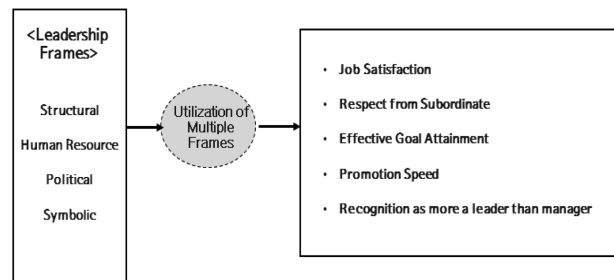 <Leadership
Frames>
Structural
Human Resource
Political
Symbolic
Utilization of
Multiple
Frames
• Job Satisfaction
• Respect from Subordinate
• Effective Goal Attainment
• Promotion Speed
• Recognition as more a leader than manager